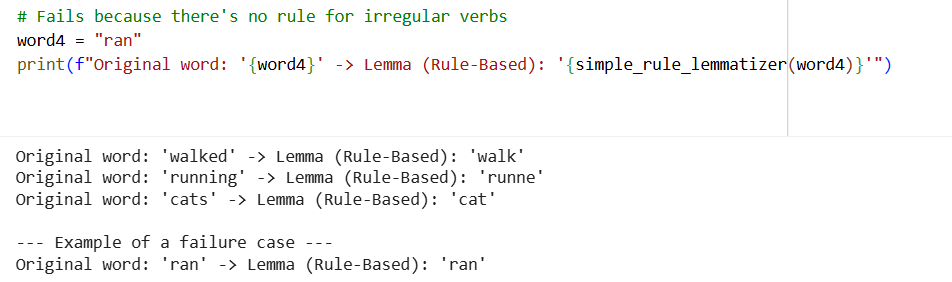 # Fails because there's no rule for irregular verbs
word4 = "ran"
print(f"Original word: '{word4}' -> Lemma (Rule-Based): '{simple_rule_lemmatizer(word4)}'")
Original word: 'walked' -> Lemma (Rule-Based): 'walk'
Original word: 'running' -> Lemma (Rule-Based): 'runne'
Original word: 'cats' -> Lemma (Rule-Based): 'cat'
--- Example of a failure case ---
Original word: 'ran' -> Lemma (Rule-Based): 'ran'